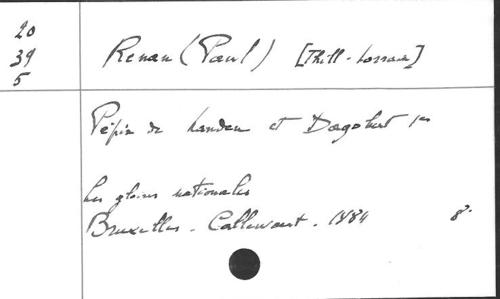 20
39
5
Renan (Paul) [Thill-Lorrain]
Pépin de Landen et Dagobert 1er
Les gloires nationales
Bruxelles. Callewaert. 1884 8°